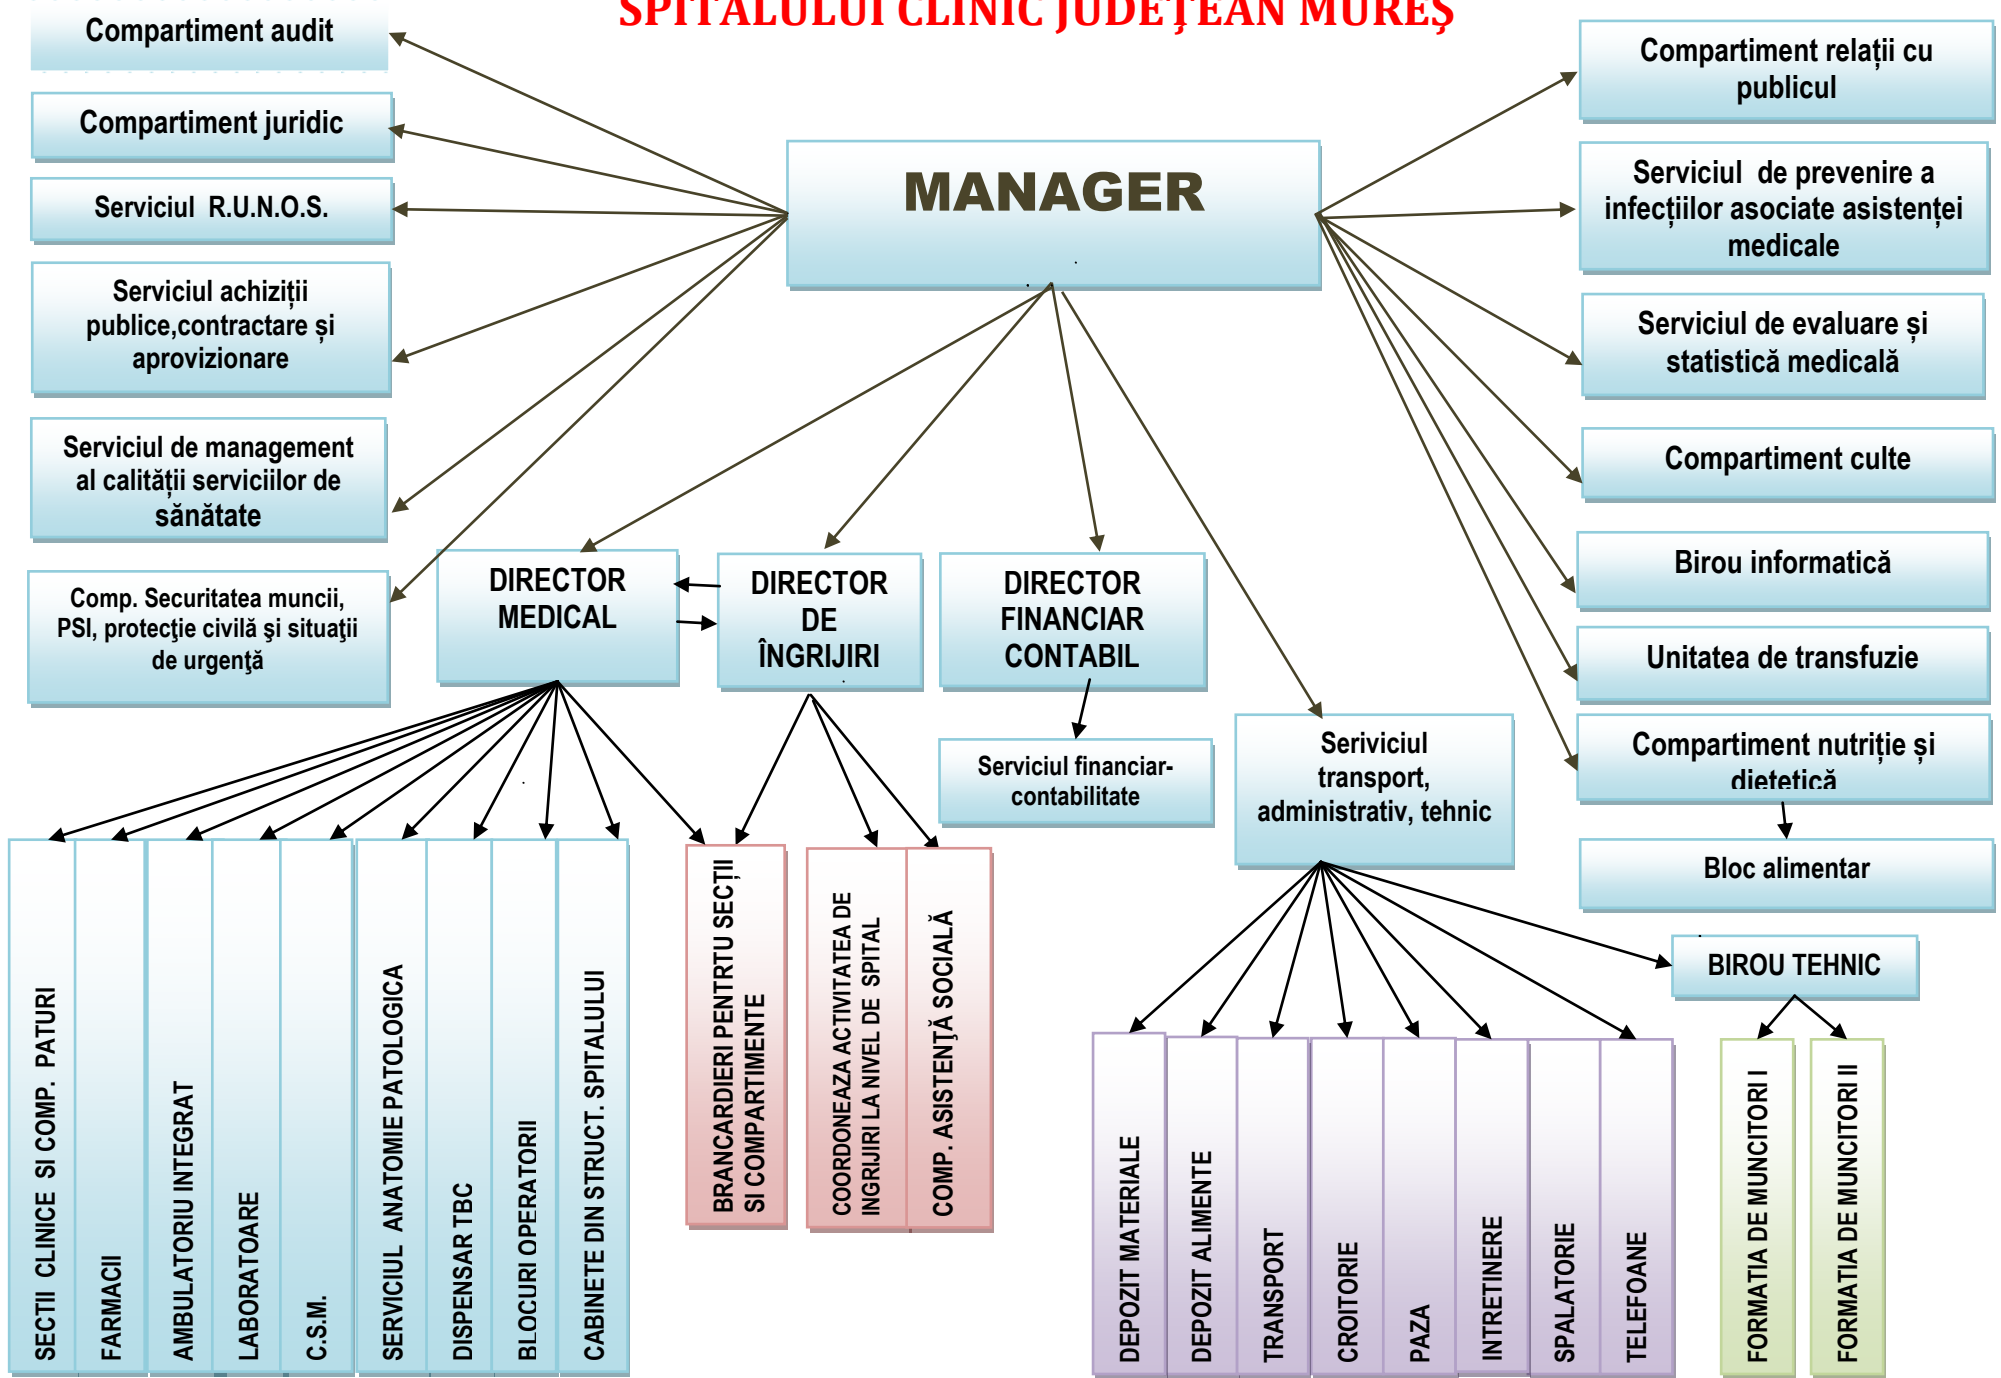 SPITALULUI CLINIC JUDEŢEAN MUREŞ
Compartiment audit
Compartiment juridic
Serviciul R.U.N.O.S.
Serviciul achiziții
publice,contractare și
aprovizionare
Serviciul de management
al calității serviciilor de
sănătate
Comp. Securitatea muncii,
PSI, protecţie civilă şi situaţii
de urgenţă
MANAGER
Compartiment relații cu
publicul
Serviciul de prevenire a
infecțiilor asociate asistenței
medicale
Serviciul de evaluare și
statistică medicală
Compartiment culte
Birou informatică
Unitatea de transfuzie
Compartiment nutriție și
dietetică
Bloc alimentar
DIRECTOR
MEDICAL
DIRECTOR
DE
ÎNGRIJIRI
DIRECTOR
FINANCIAR
CONTABIL
Serviciul financiar-
contabilitate
Seriviciul
transport,
administrativ, tehnic
BIROU TEHNIC
SECTII CLINICE SI COMP. PATURI
FARMACII
AMBULATORIU INTEGRAT
LABORATOARE
C.S.M.
SERVICIUL ANATOMIE PATOLOGICA
DISPENSAR TBC
BLOCURI OPERATORII
CABINETE DIN STRUCT. SPITALULUI
BRANCARDIERI PENTRTU SECȚII
SI COMPARTIMENTE
COORDONEAZA ACTIVITATEA DE
INGRIJIRI LA NIVEL DE SPITAL
COMP. ASISTENŢĂ SOCIALĂ
DEPOZIT MATERIALE
DEPOZIT ALIMENTE
TRANSPORT
CROITORIE
PAZA
INTRETINERE
SPALATORIE
TELEFOANE
FORMATIA DE MUNCITORI I
FORMATIA DE MUNCITORI II